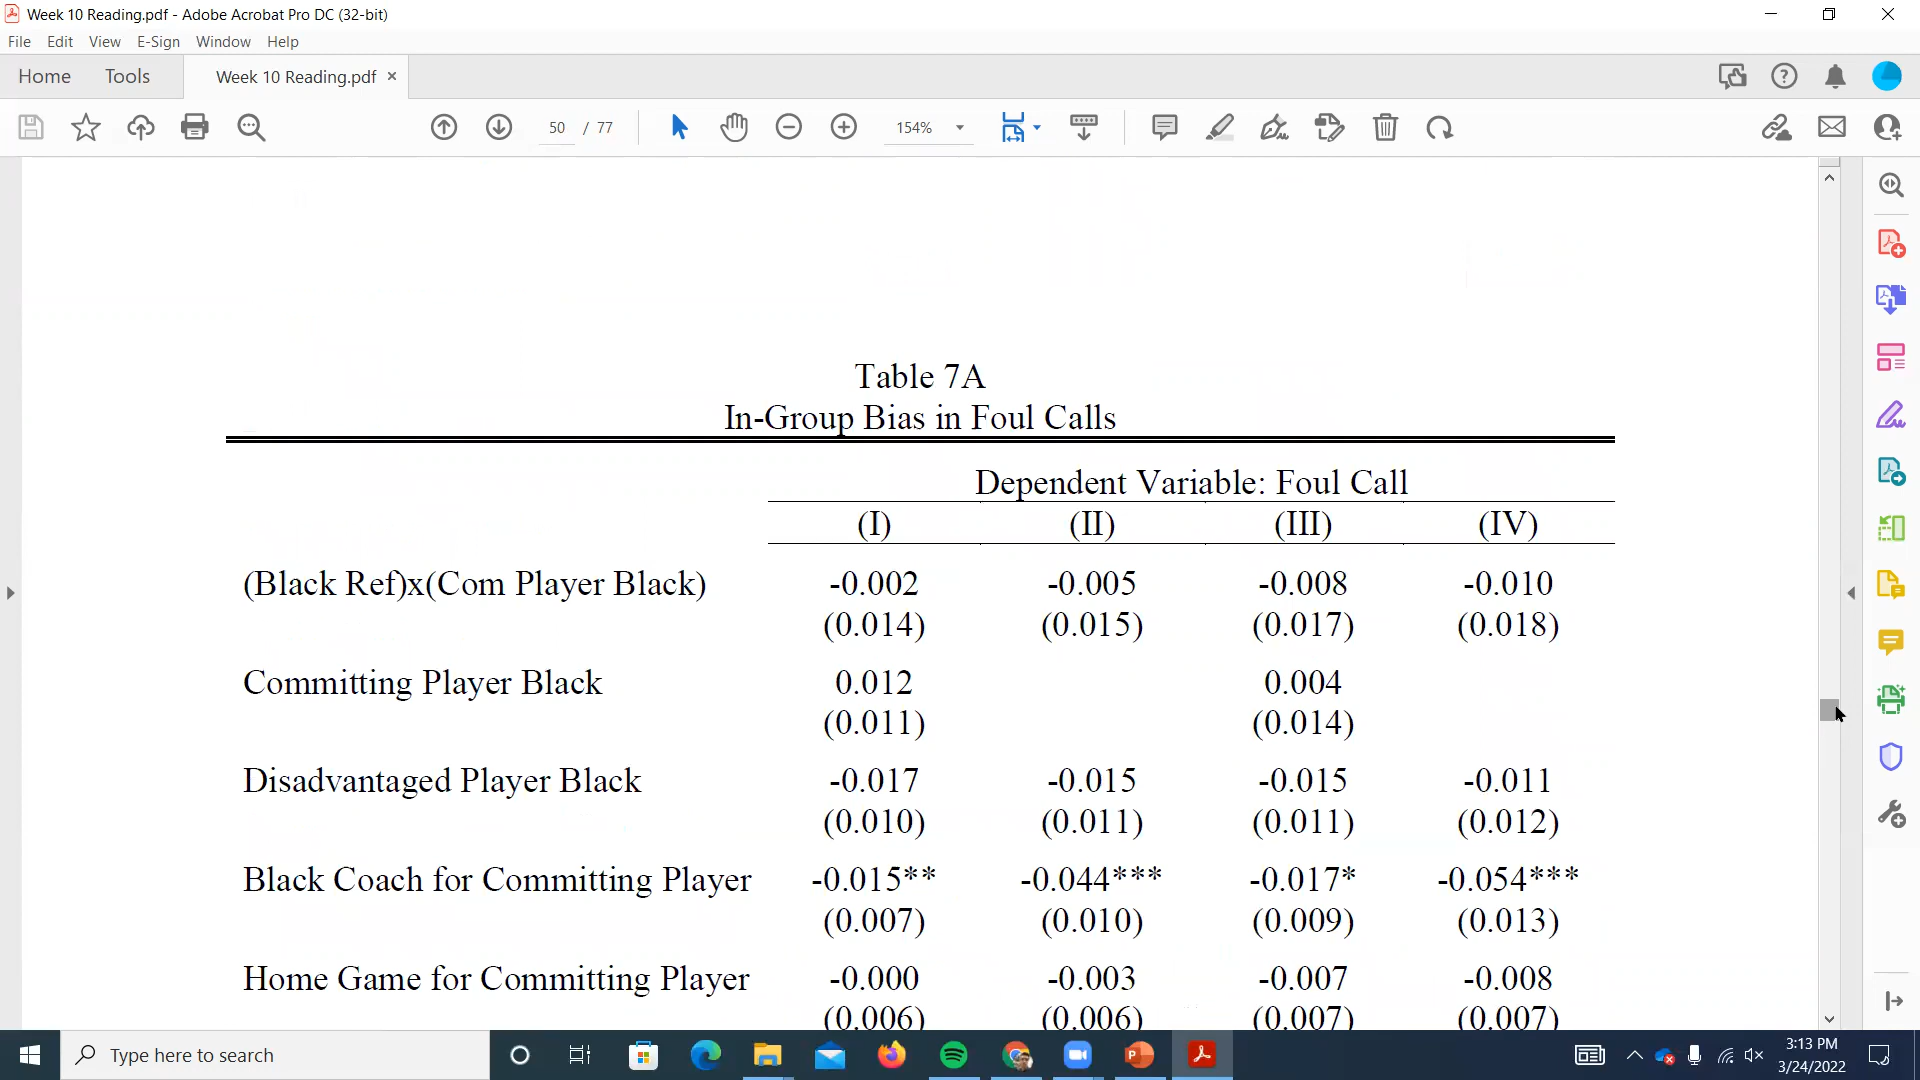 Week 10 Reading.pdf - Adobe Acrobat Pro DC (32-bit)
File Edit View E-Sign Window Help
Home Tools Week 10 Reading.pdf ×
50 / 77 154%
Table 7A
In-Group Bias in Foul Calls
Dependent Variable: Foul Call
(I) (II) (III) (IV)
(Black Ref)x(Com Player Black) -0.002 -0.005 -0.008 -0.010
(0.014) (0.015) (0.017) (0.018)
Committing Player Black 0.012 0.004
(0.011) (0.014)
Disadvantaged Player Black -0.017 -0.015 -0.015 -0.011
(0.010) (0.011) (0.011) (0.012)
Black Coach for Committing Player -0.015** -0.044*** -0.017* -0.054***
(0.007) (0.010) (0.009) (0.013)
Home Game for Committing Player -0.000 -0.003 -0.007 -0.008
(0.006) (0.006) (0.007) (0.007)
Type here to search
3:13 PM
3/24/2022